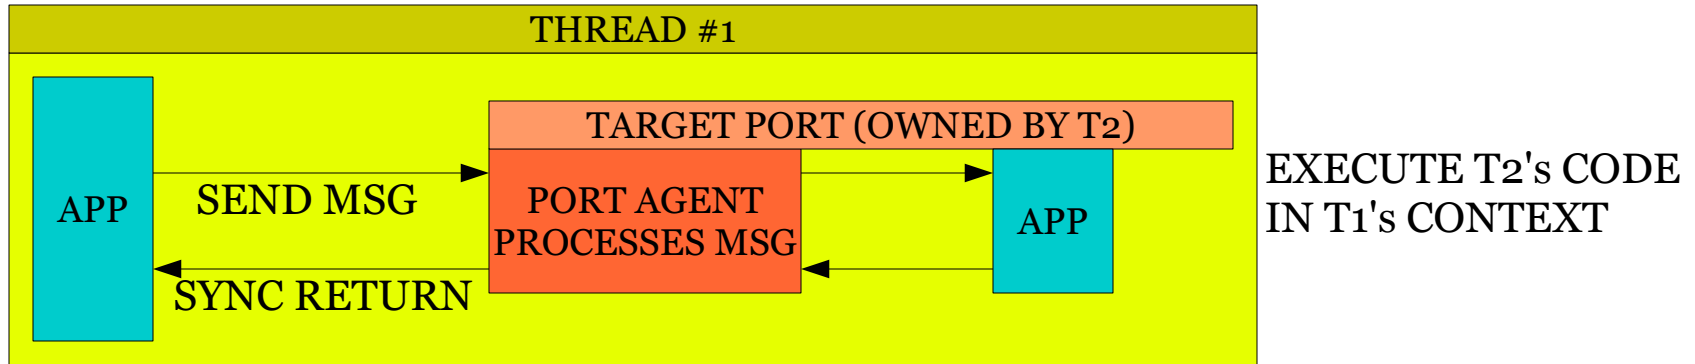 THREAD #1
TARGET PORT (OWNED BY T2)
APP
SEND MSG
SYNC RETURN
PORT AGENT
PROCESSES MSG
APP
EXECUTE T2's CODE
IN T1's CONTEXT